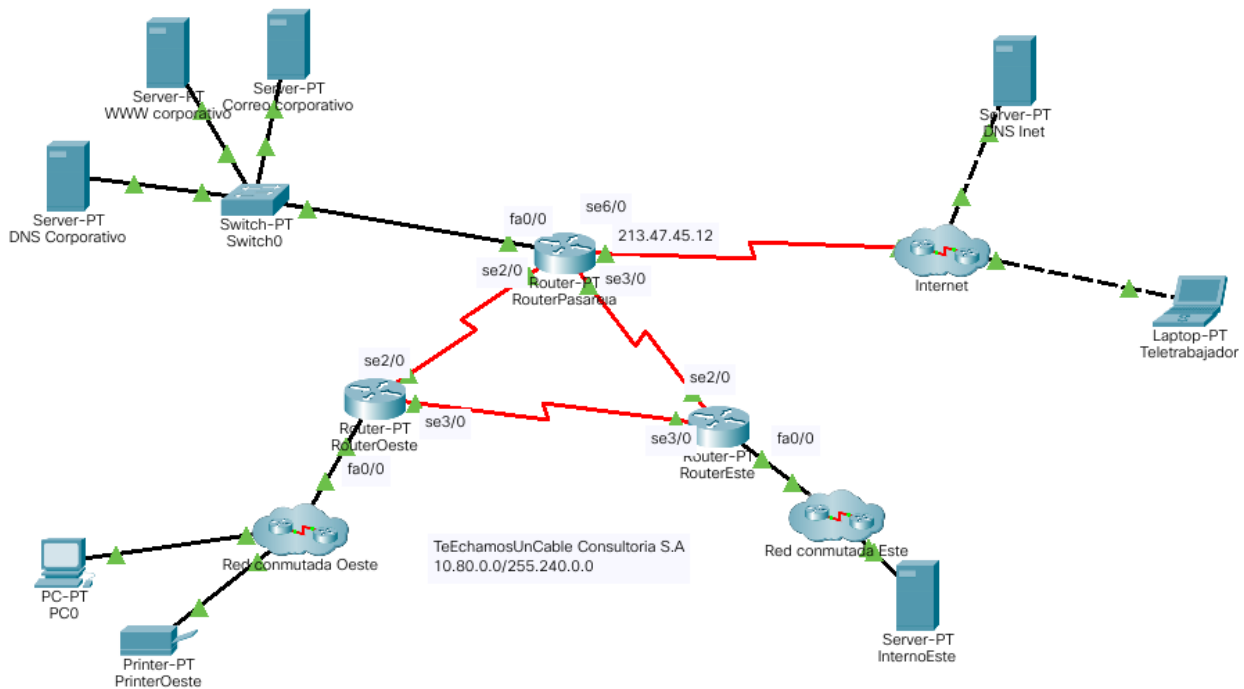 Server-PT
WWW corporativo
Server-PT
Correo corporativo
Server-PT
DNS Inet
Server-PT
DNS Corporativo
Switch-PT
Switch0
fa0/0
se6/0
213.47.45.12
se2/0
se3/0
Router-PT
RouterPasarela
Internet
Laptop-PT
Teletrabajador
se2/0
se2/0
Router-PT
RouterOeste
se3/0
se3/0
Router-PT
RouterEste
fa0/0
fa0/0
Red conmutada Oeste
TeEchamosUnCable Consultoria S.A
10.80.0.0/255.240.0.0
Red conmutada Este
PC-PT
PC0
Printer-PT
PrinterOeste
Server-PT
InternoEste